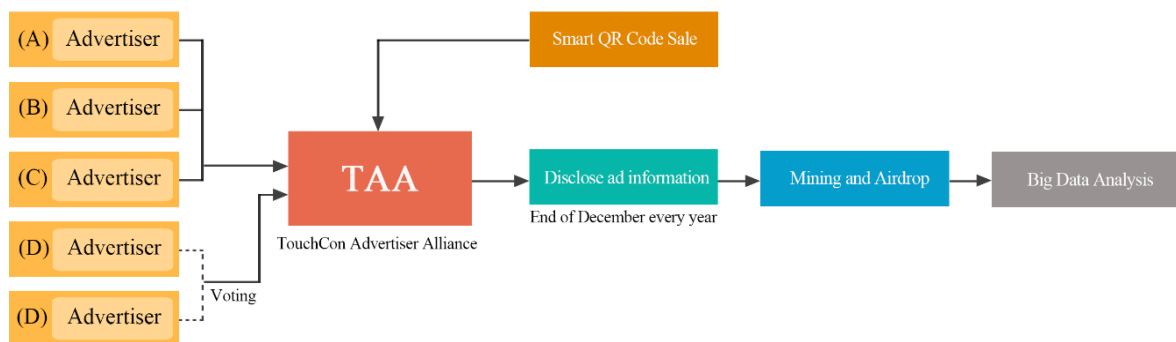 (A) Advertiser
(B) Advertiser
(C) Advertiser
(D) Advertiser
(D) Advertiser
Voting
Smart QR Code Sale
TAA
TouchCon Advertiser Alliance
Disclose ad information
End of December every year
Mining and Airdrop
Big Data Analysis